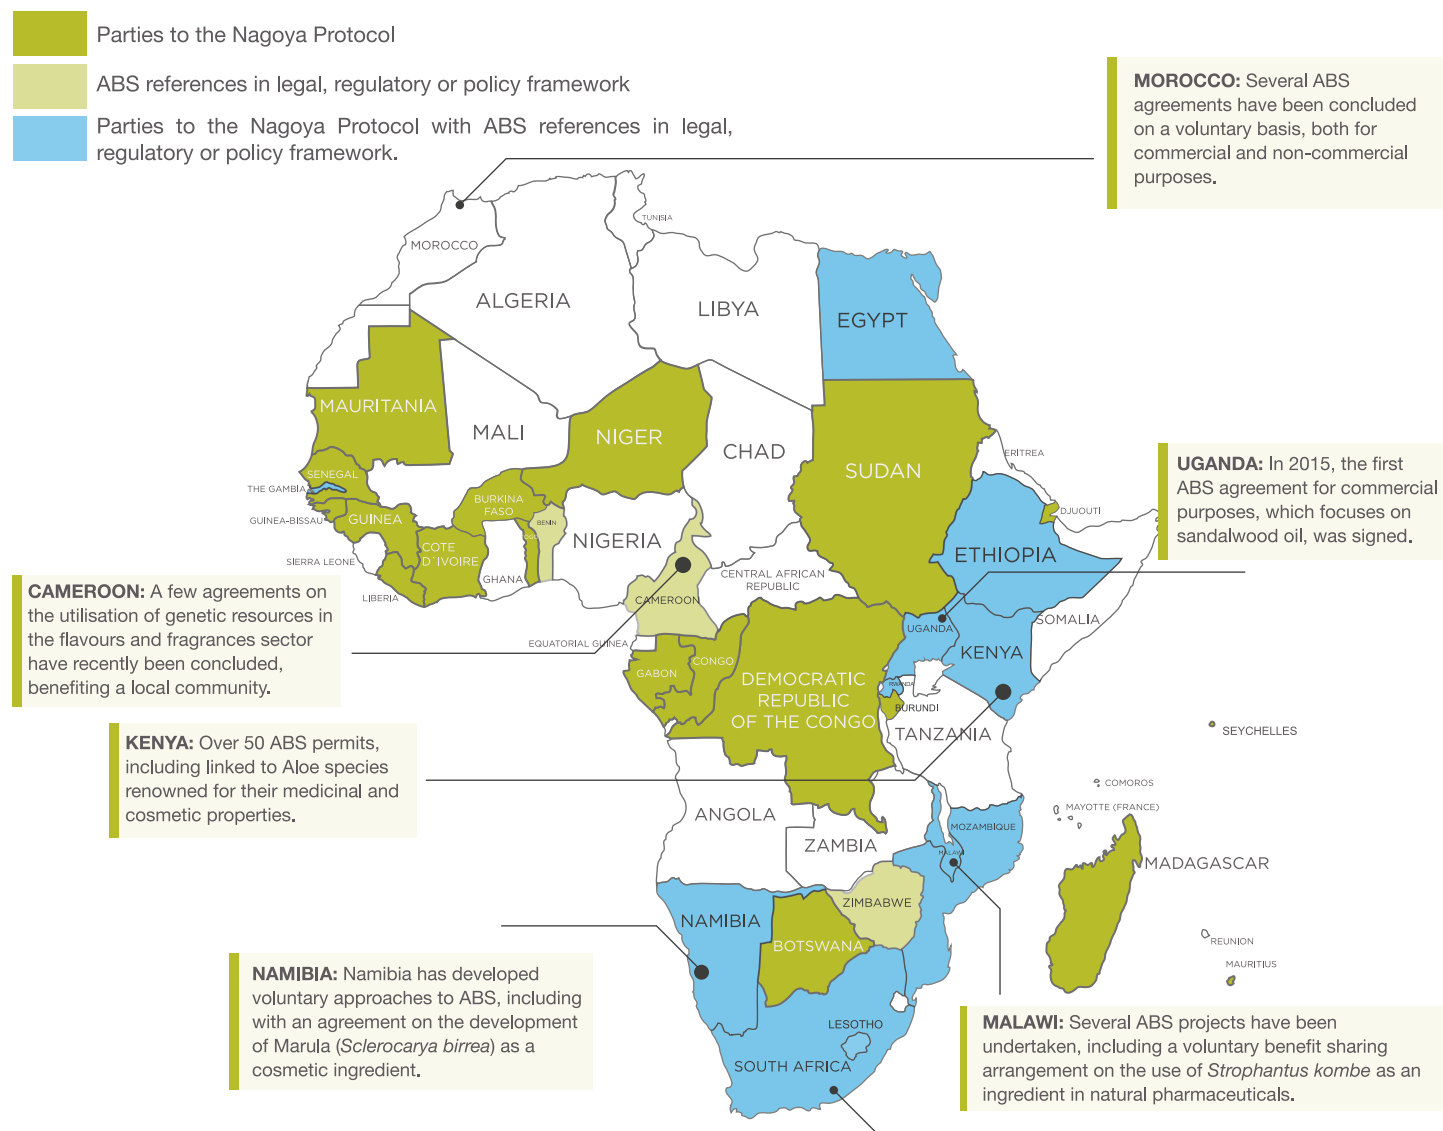 Parties to the Nagoya Protocol
ABS references in legal, regulatory or policy framework
Parties to the Nagoya Protocol with ABS references in legal,
regulatory or policy framework.
MOROCCO: Several ABS
agreements have been concluded
on a voluntary basis, both for
commercial and non-commercial
purposes.
TUNISIA
MOROCCO
ALGERIA
LIBYA
EGYPT
MAURITANIA
MALI
NIGER
CHAD
SUDAN
ERITREA
UGANDA: In 2015, the first
ABS agreement for commercial
purposes, which focuses on
sandalwood oil, was signed.
SENEGAL
THE GAMBIA
GUINEA-BISSAU
GUINEA
BURKINA
FASO
BENIN
TOGO
NIGERIA
DJUOUTI
ETHIOPIA
SIERRA LEONE
COTE
D`IVOIRE
GHANA
LIBERIA
CENTRAL AFRICAN
REPUBLIC
CAMEROON
SOMALIA
CAMEROON: A few agreements on
the utilisation of genetic resources in
the flavours and fragrances sector
have recently been concluded,
benefiting a local community.
EQUATORIAL GUINEA
UGANDA
KENYA
GABON
CONGO
DEMOCRATIC
REPUBLIC
OF THE CONGO
RWANDA
BURUNDI
TANZANIA
SEYCHELLES
KENYA: Over 50 ABS permits,
including linked to Aloe species
renowned for their medicinal and
cosmetic properties.
COMOROS
MAYOTTE (FRANCE)
ANGOLA
ZAMBIA
MOZAMBIQUE
MALAWI
MADAGASCAR
ZIMBABWE
NAMIBIA
BOTSWANA
REUNION
MAURITIUS
NAMIBIA: Namibia has developed
voluntary approaches to ABS, including
with an agreement on the development
of Marula (Sclerocarya birrea) as a
cosmetic ingredient.
LESOTHO
SOUTH AFRICA
MALAWI: Several ABS projects have been
undertaken, including a voluntary benefit sharing
arrangement on the use of Strophantus kombe as an
ingredient in natural pharmaceuticals.